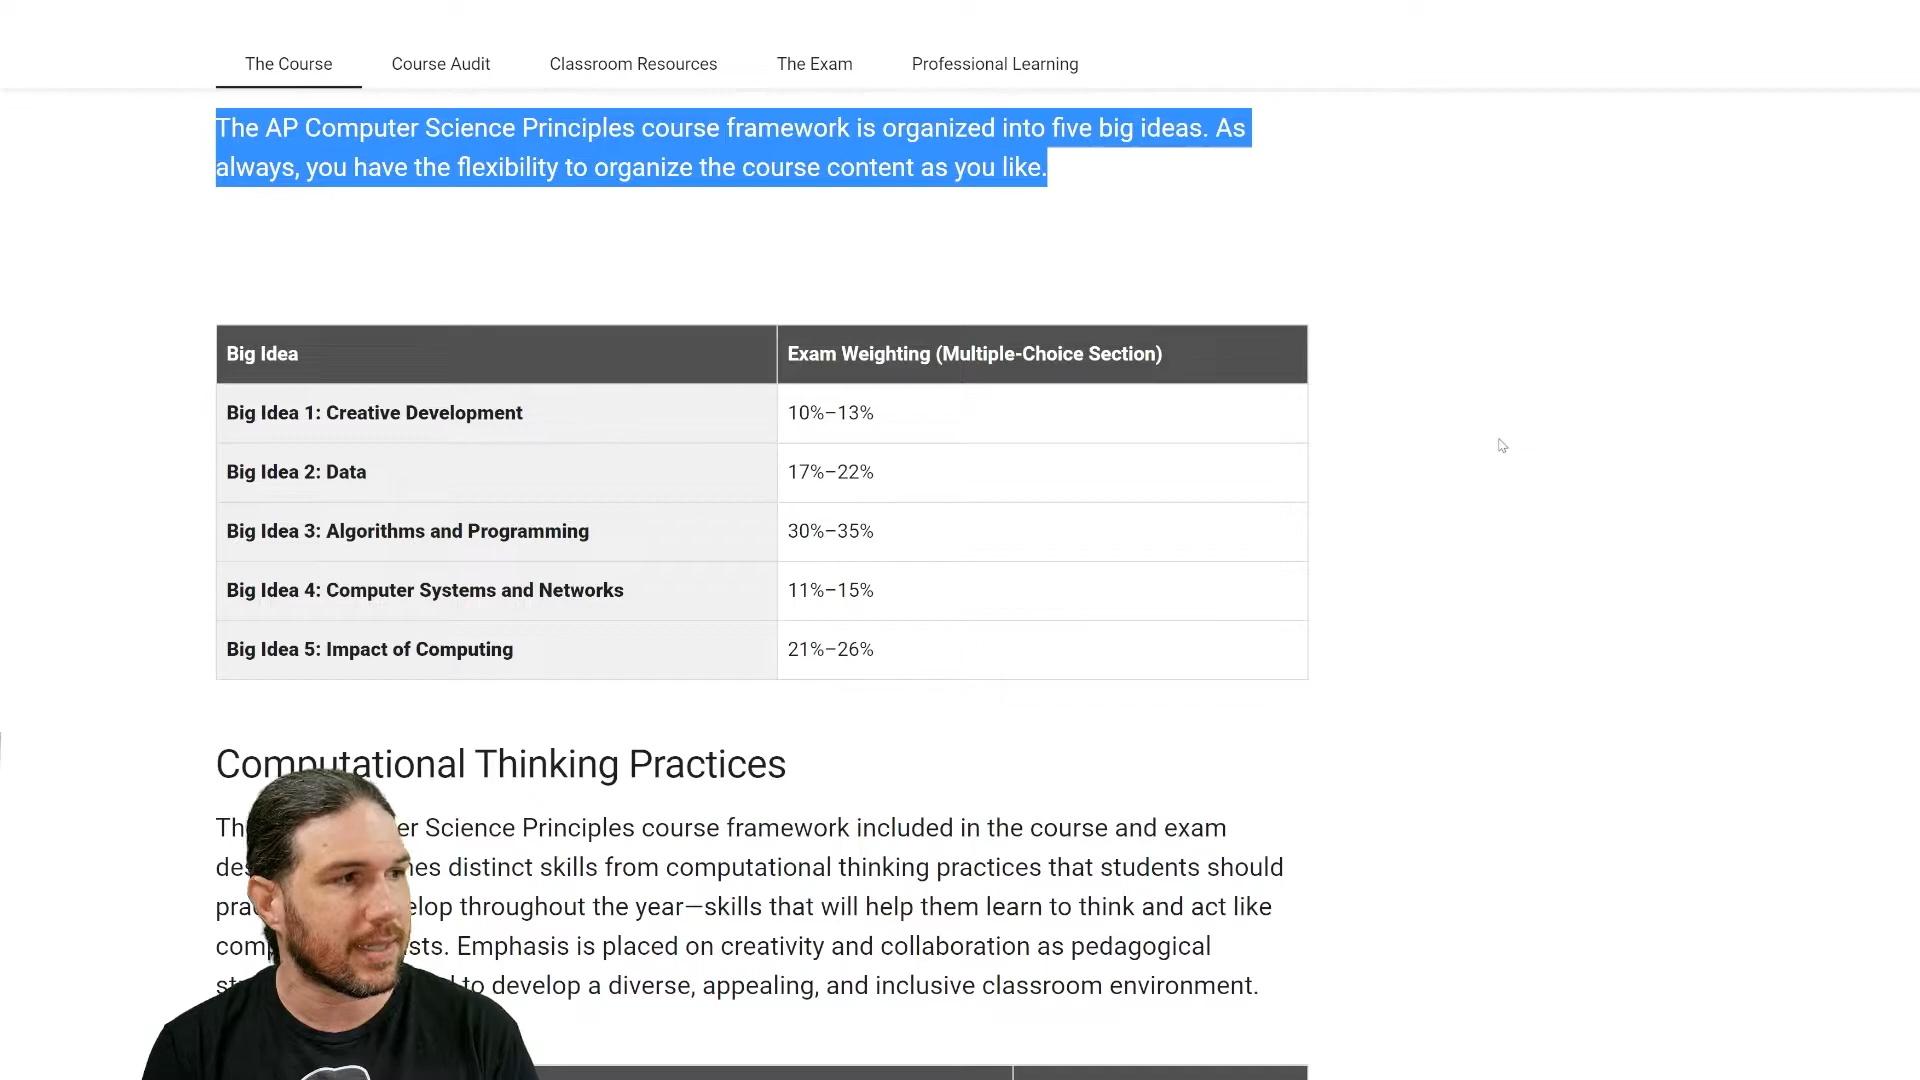 The Course Course Audit Classroom Resources The Exam Professional Learning
The AP Computer Science Principles course framework is organized into five big ideas. As
always, you have the flexibility to organize the course content as you like.
Big Idea Exam Weighting (Multiple-Choice Section)
Big Idea 1: Creative Development 10%–13%
Big Idea 2: Data 17%–22%
Big Idea 3: Algorithms and Programming 30%–35%
Big Idea 4: Computer Systems and Networks 11%–15%
Big Idea 5: Impact of Computing 21%–26%
Computational Thinking Practices
Science Principles course framework included in the course and exam
distinct skills from computational thinking practices that students should
throughout the year—skills that will help them learn to think and act like
Emphasis is placed on creativity and collaboration as pedagogical
to develop a diverse, appealing, and inclusive classroom environment.